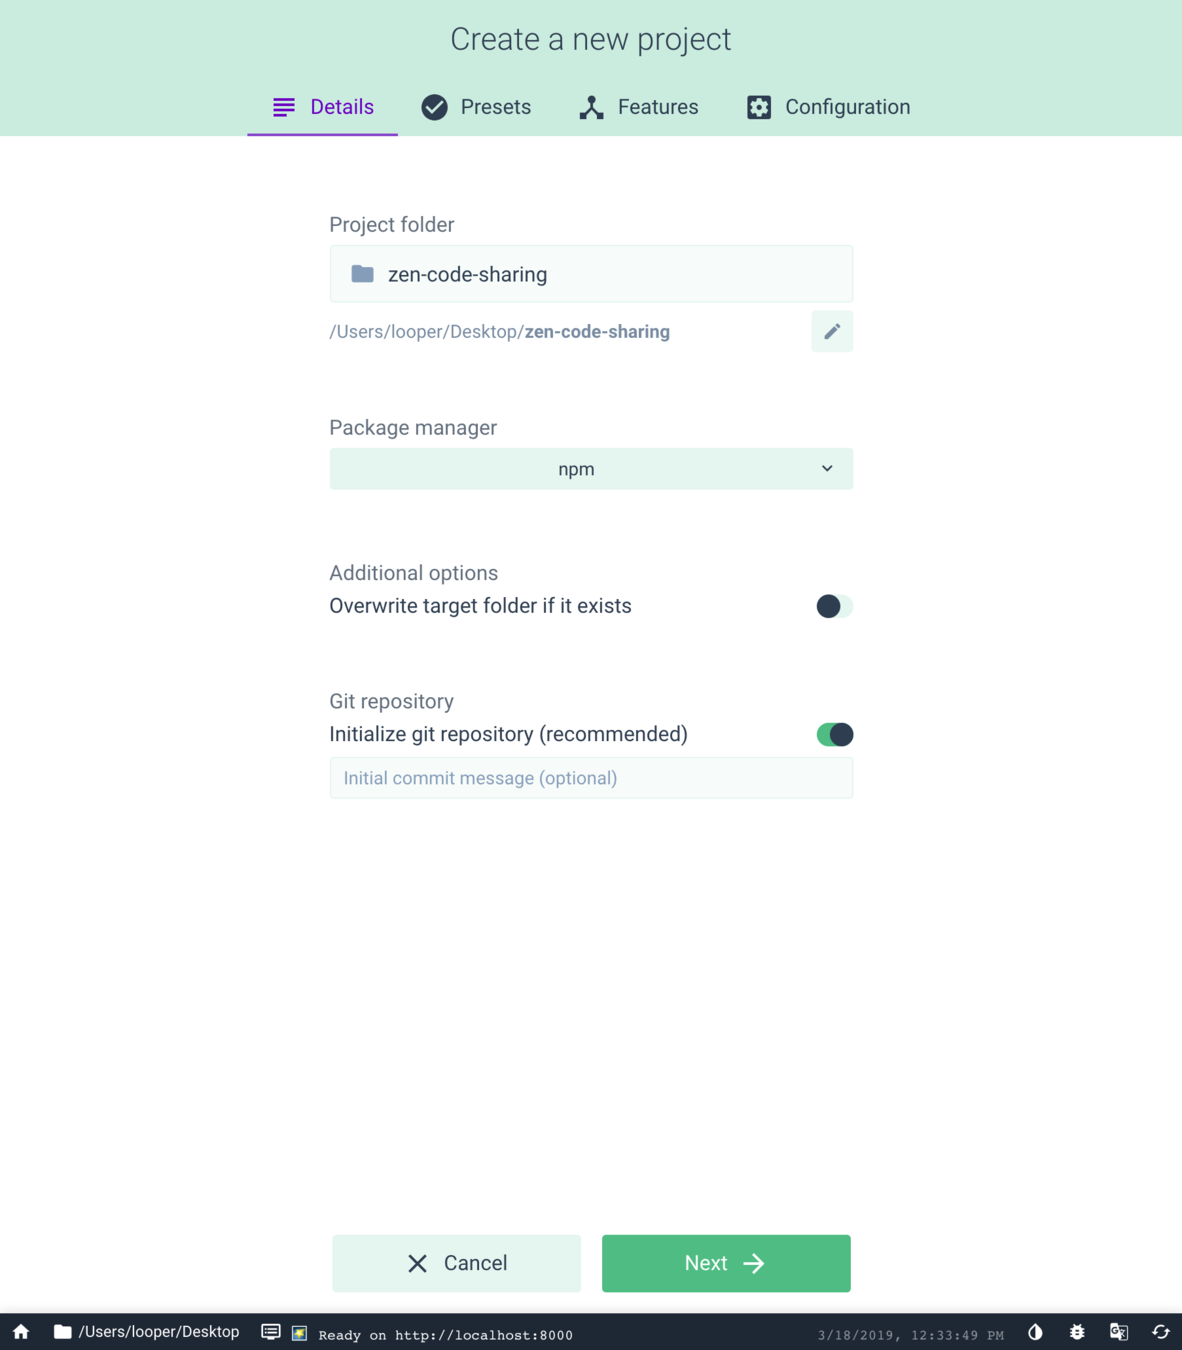 Create a new project
Details Presets Features Configuration
Project folder
zen-code-sharing
/Users/looper/Desktop/zen-code-sharing
Package manager
npm
Additional options
Overwrite target folder if it exists
Git repository
Initialize git repository (recommended)
Initial commit message (optional)
Cancel Next
/Users/looper/Desktop Ready on http://localhost:8000 3/18/2019, 12:33:49 PM